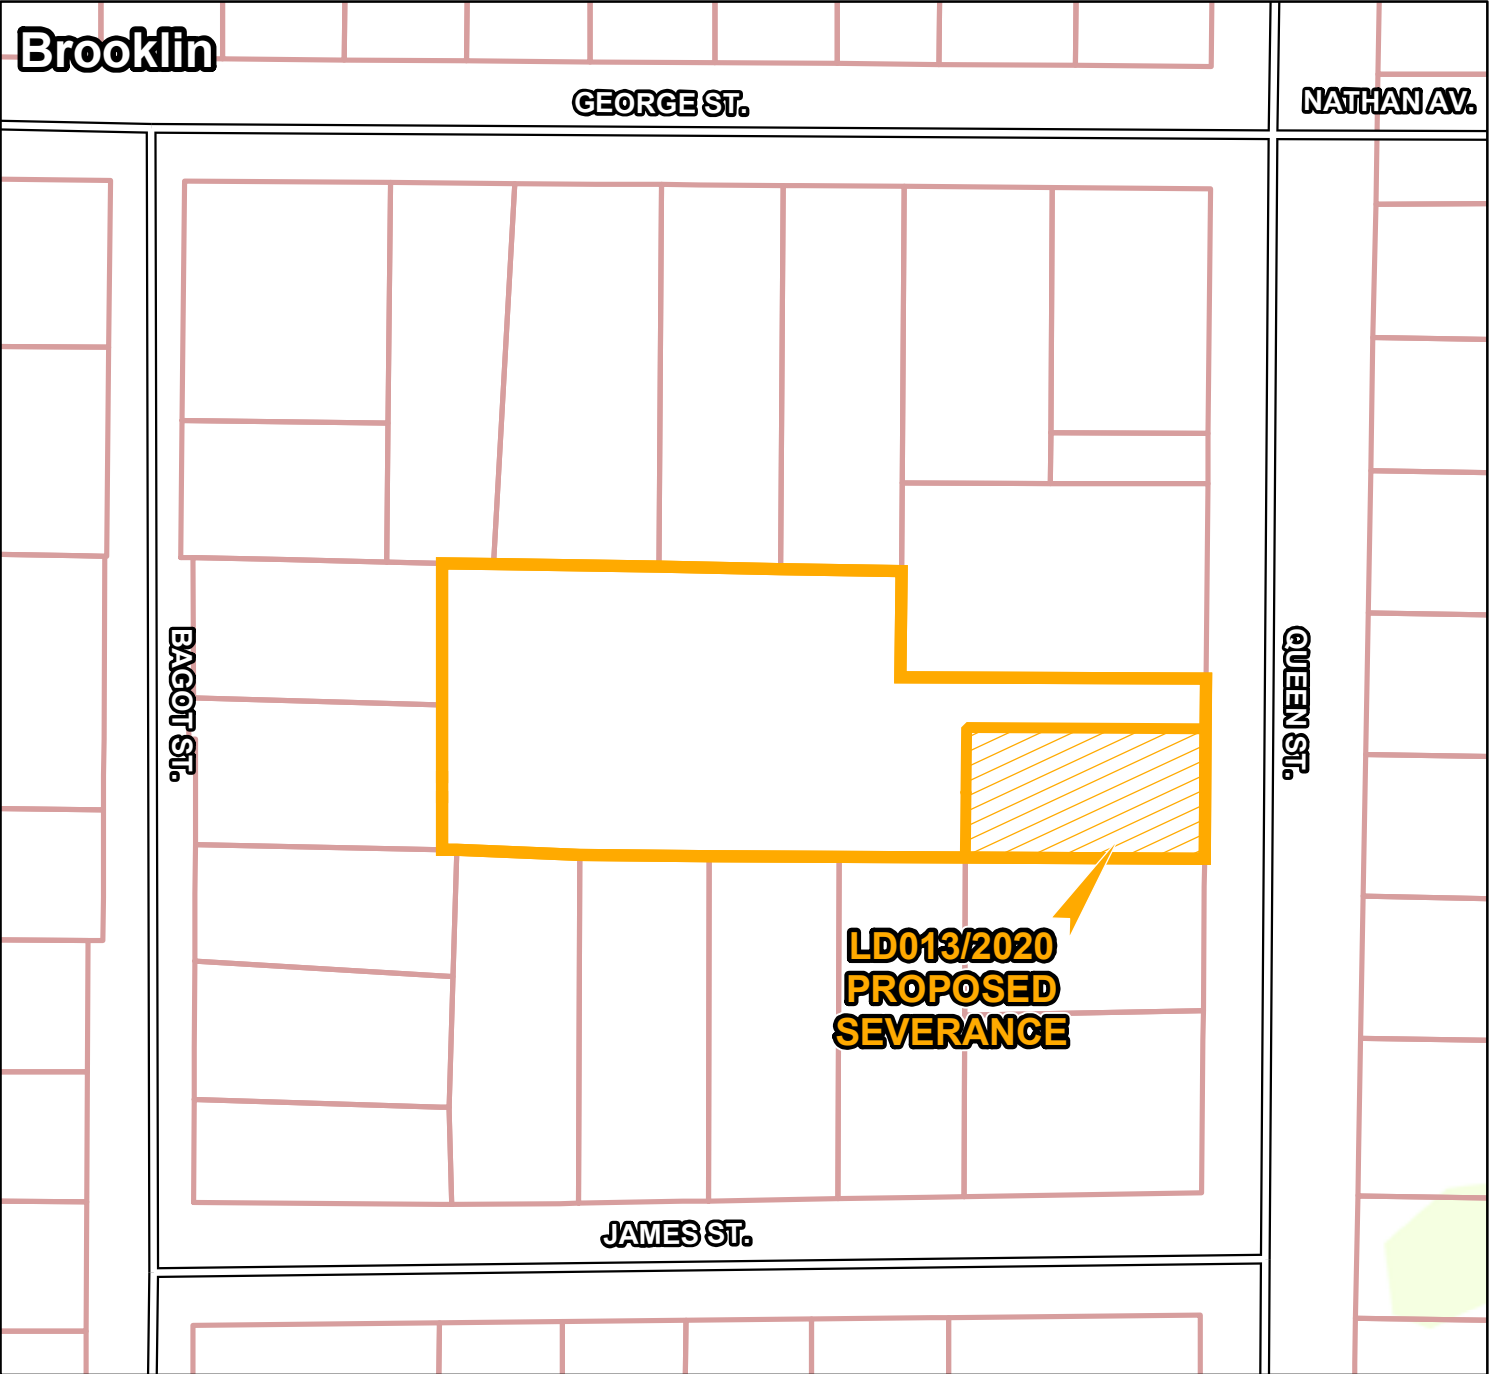 Brooklin
GEORGE ST.
NATHAN AV.
BAGOT ST.
QUEEN ST.
LD013/2020
PROPOSED
SEVERANCE
JAMES ST.